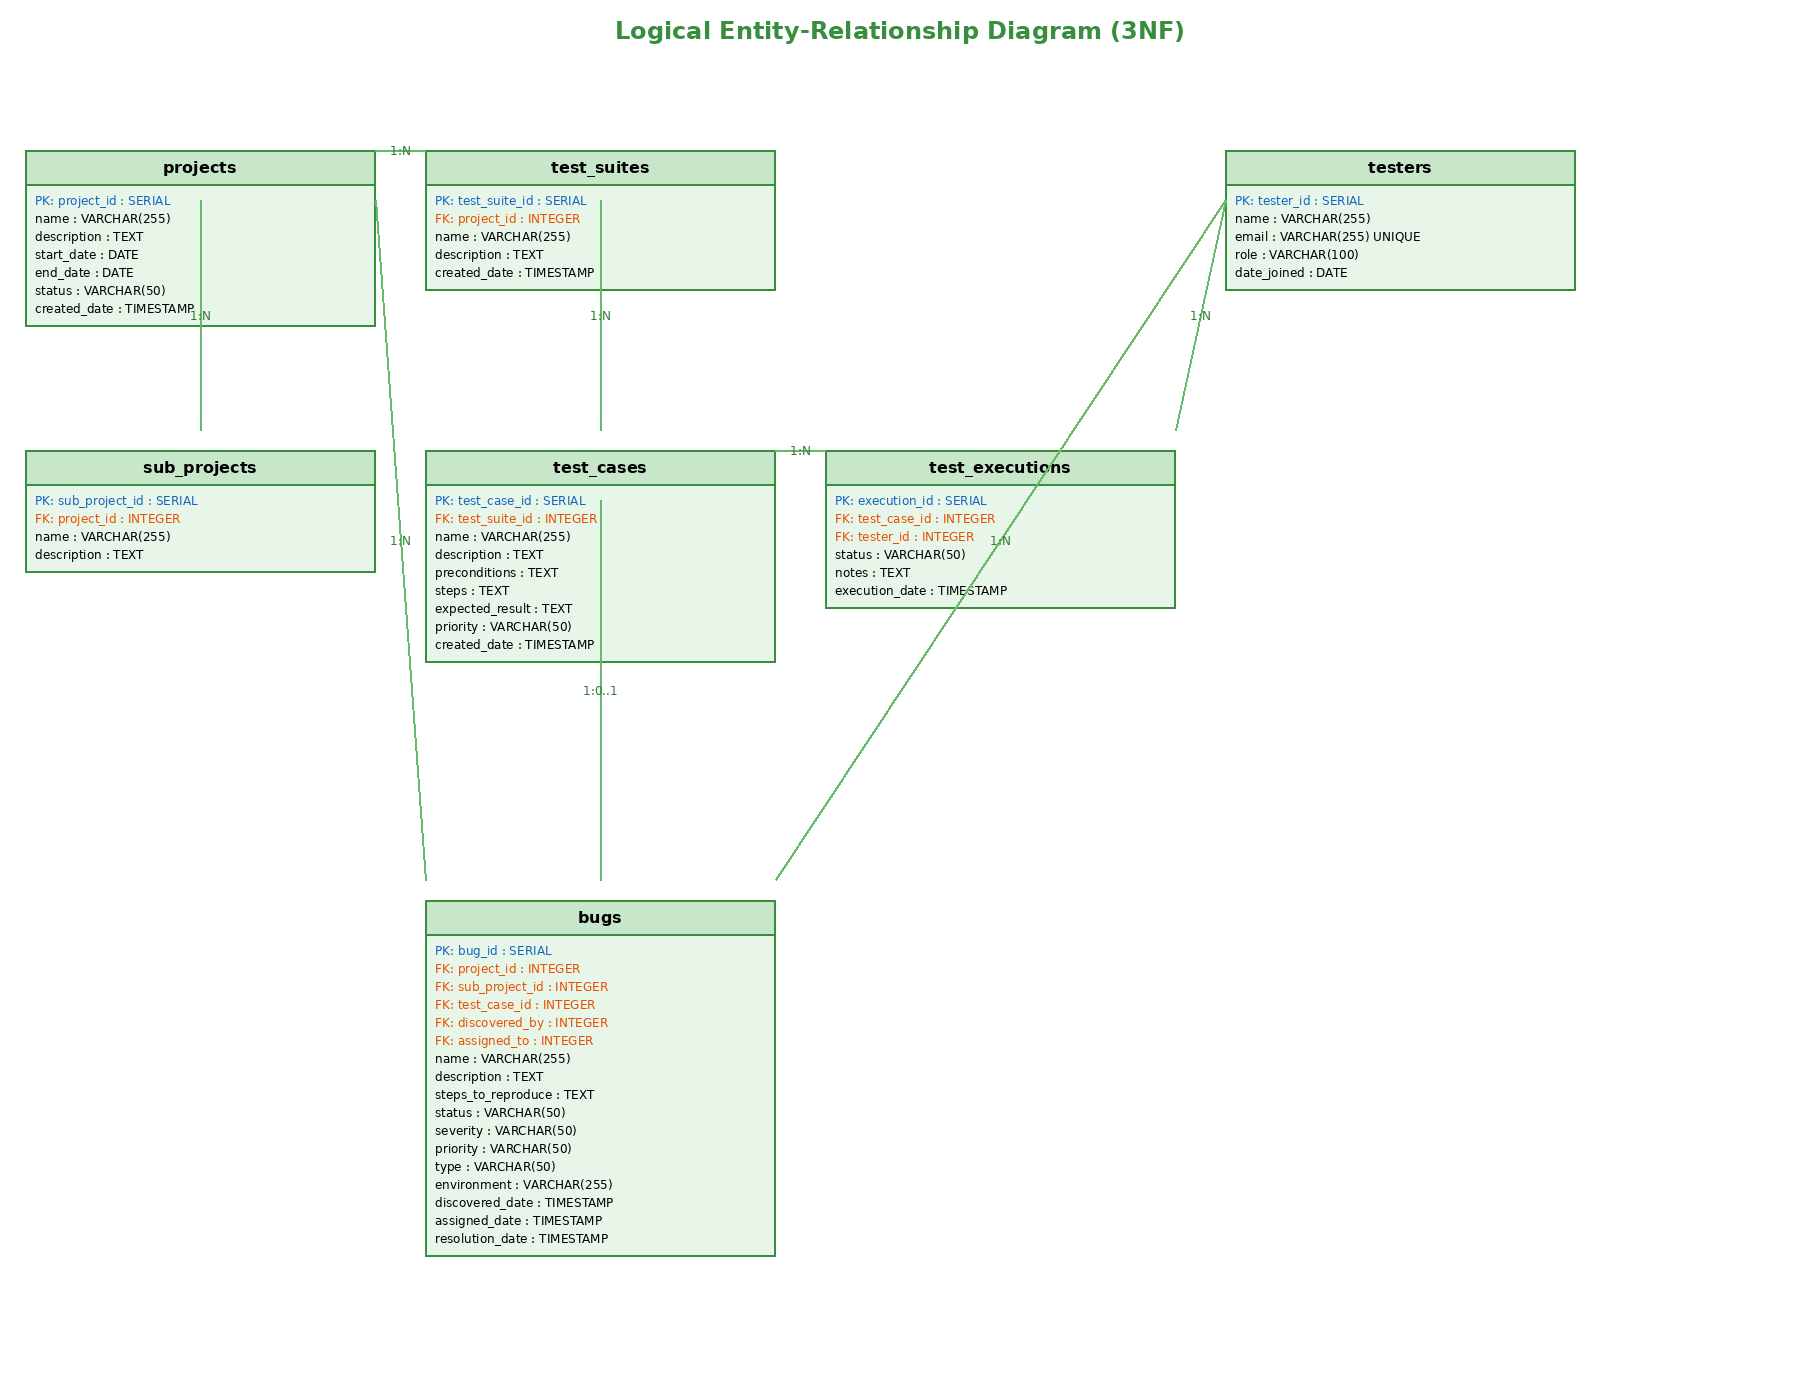 Logical Entity-Relationship Diagram (3NF)
projects
PK: project_id : SERIAL
name : VARCHAR(255)
description : TEXT
start_date : DATE
end_date : DATE
status : VARCHAR(50)
created_date : TIMESTAMP
1:N
test_suites
PK: test_suite_id : SERIAL
FK: project_id : INTEGER
name : VARCHAR(255)
description : TEXT
created_date : TIMESTAMP
testers
PK: tester_id : SERIAL
name : VARCHAR(255)
email : VARCHAR(255) UNIQUE
role : VARCHAR(100)
date_joined : DATE
1:N
1:N
1:N
sub_projects
PK: sub_project_id : SERIAL
FK: project_id : INTEGER
name : VARCHAR(255)
description : TEXT
1:N
test_cases
PK: test_case_id : SERIAL
FK: test_suite_id : INTEGER
name : VARCHAR(255)
description : TEXT
preconditions : TEXT
steps : TEXT
expected_result : TEXT
priority : VARCHAR(50)
created_date : TIMESTAMP
1:N
test_executions
PK: execution_id : SERIAL
FK: test_case_id : INTEGER
FK: tester_id : INTEGER
status : VARCHAR(50)
notes : TEXT
execution_date : TIMESTAMP
1:N
1:0..1
bugs
PK: bug_id : SERIAL
FK: project_id : INTEGER
FK: sub_project_id : INTEGER
FK: test_case_id : INTEGER
FK: discovered_by : INTEGER
FK: assigned_to : INTEGER
name : VARCHAR(255)
description : TEXT
steps_to_reproduce : TEXT
status : VARCHAR(50)
severity : VARCHAR(50)
priority : VARCHAR(50)
type : VARCHAR(50)
environment : VARCHAR(255)
discovered_date : TIMESTAMP
assigned_date : TIMESTAMP
resolution_date : TIMESTAMP